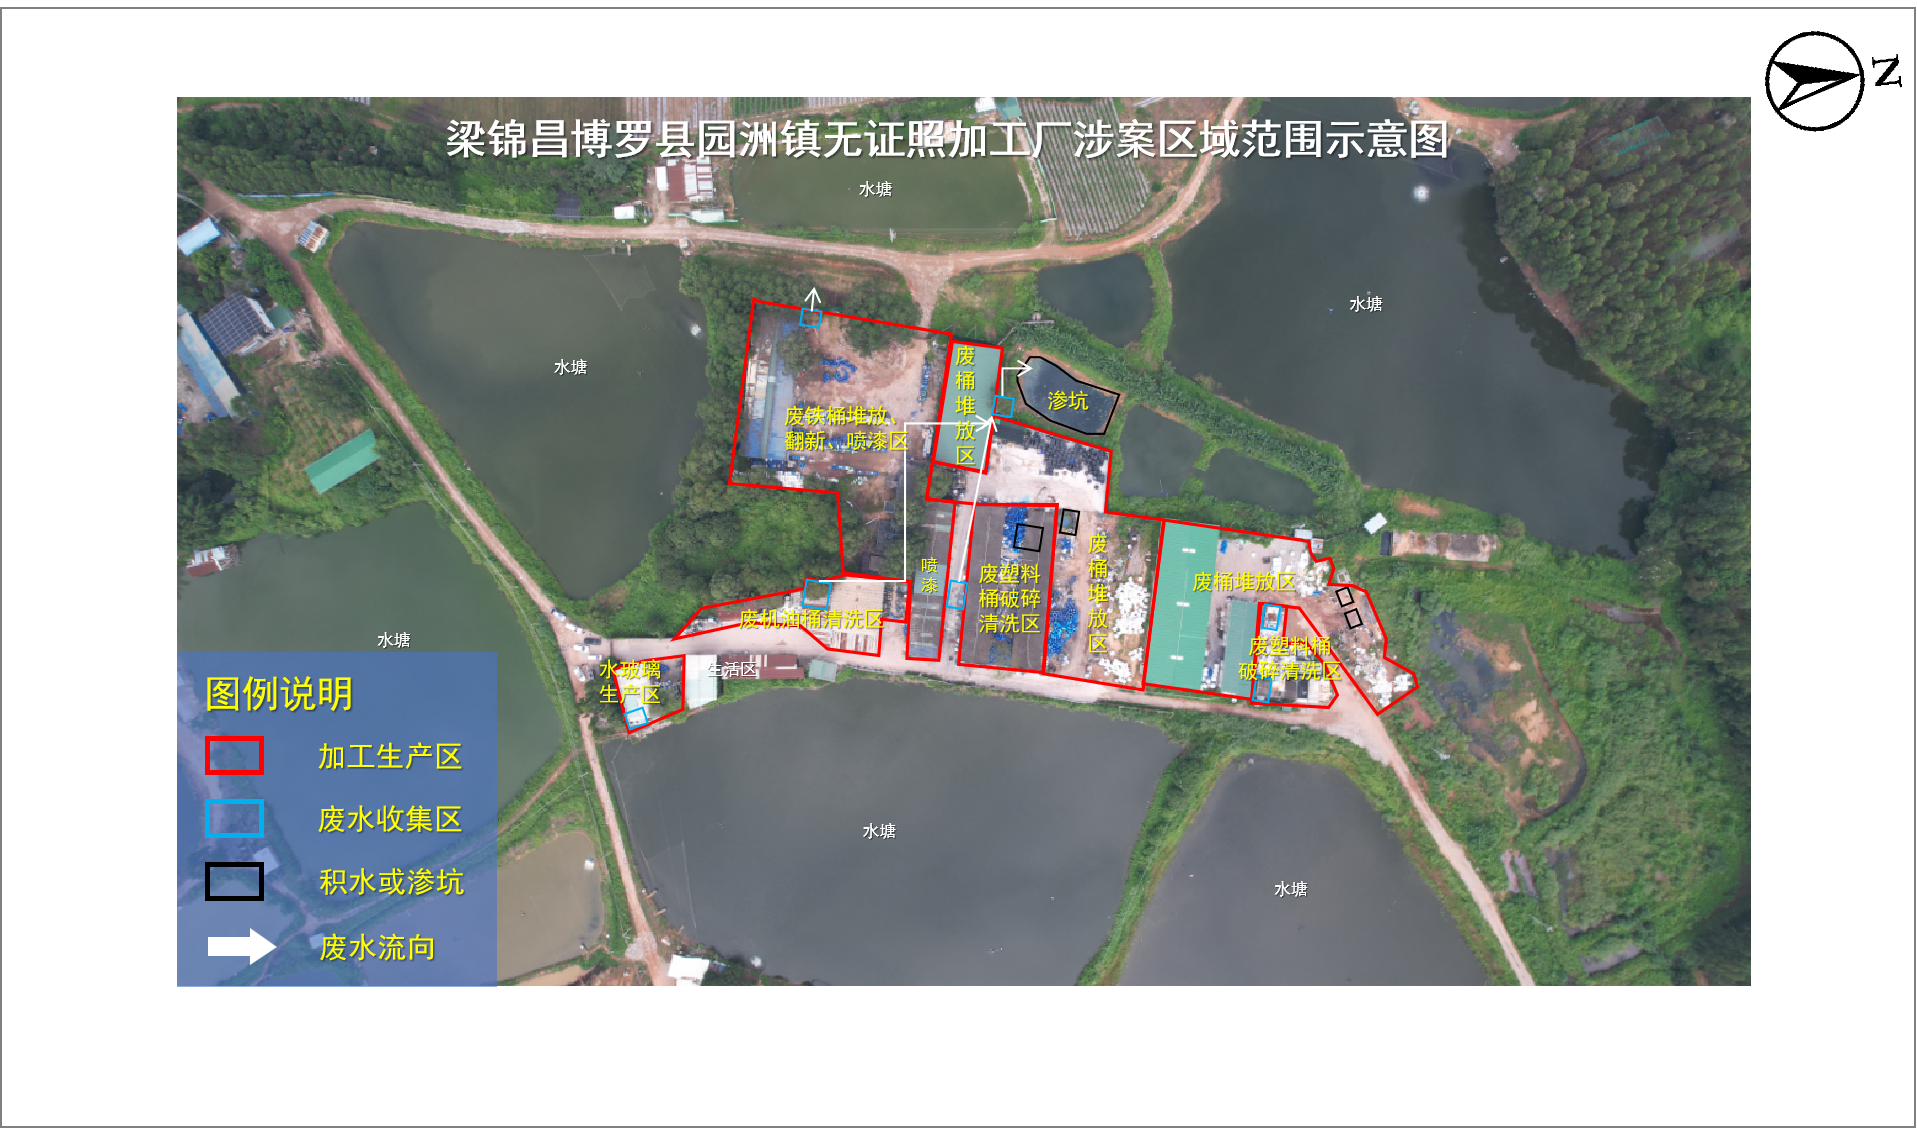 N
梁锦昌博罗县园洲镇无证照加工厂涉案区域范围示意图
水塘
水塘
水塘
废桶堆放区
渗坑
废铁桶堆放、
翻新、喷漆区
喷漆
废塑料
桶破碎
清洗区
废桶堆放区
废桶堆放区
废机油桶清洗区
水塘
废塑料桶
破碎清洗区
水玻璃
生产区
生活区
水塘
水塘
图例说明
加工生产区
废水收集区
积水或渗坑
废水流向